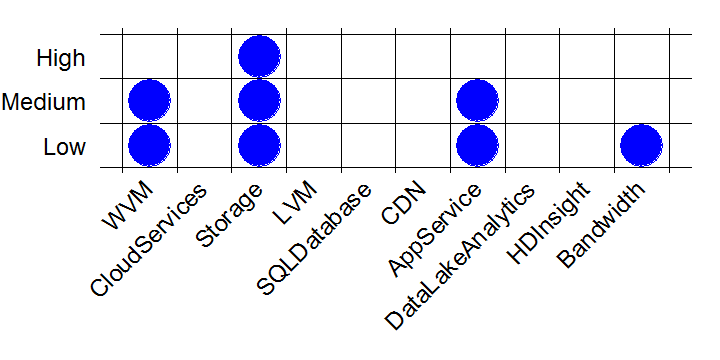 High
Medium
Low
WVM
CloudServices
Storage
LVM
SQLDatabase
CDN
AppService
DataLakeAnalytics
HDInsight
Bandwidth